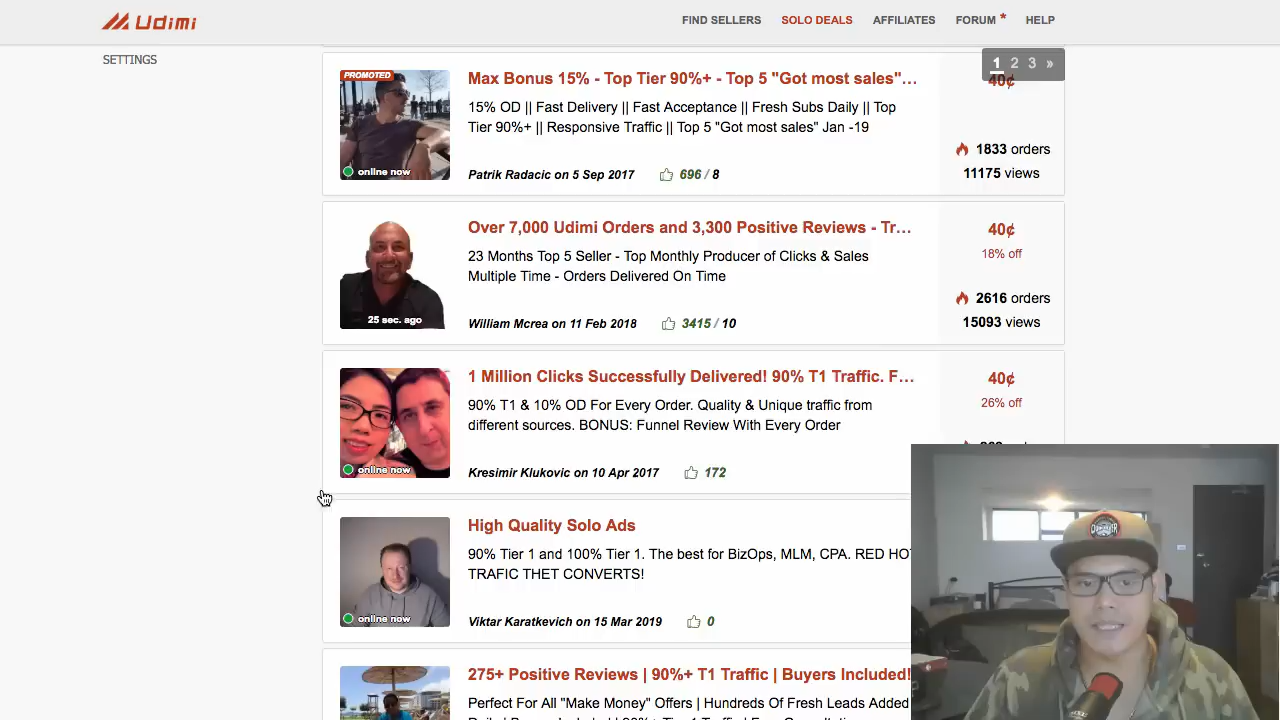 Udimi
FIND SELLERS
SOLO DEALS
AFFILIATES
FORUM *
HELP
SETTINGS
1 2 3 »
PROMOTED
online now
Max Bonus 15% - Top Tier 90%+ - Top 5 "Got most sales"...
15% OD || Fast Delivery || Fast Acceptance || Fresh Subs Daily || Top
Tier 90%+ || Responsive Traffic || Top 5 "Got most sales" Jan -19
Patrik Radacic on 5 Sep 2017
696 / 8
40¢
1833 orders
11175 views
25 sec. ago
Over 7,000 Udimi Orders and 3,300 Positive Reviews - Tr...
23 Months Top 5 Seller - Top Monthly Producer of Clicks & Sales
Multiple Time - Orders Delivered On Time
William Mcrea on 11 Feb 2018
3415 / 10
40¢
18% off
2616 orders
15093 views
online now
1 Million Clicks Successfully Delivered! 90% T1 Traffic. F...
90% T1 & 10% OD For Every Order. Quality & Unique traffic from
different sources. BONUS: Funnel Review With Every Order
Kresimir Klukovic on 10 Apr 2017
172
40¢
26% off
online now
High Quality Solo Ads
90% Tier 1 and 100% Tier 1. The best for BizOps, MLM, CPA. RED HO
TRAFIC THET CONVERTS!
Viktar Karatkevich on 15 Mar 2019
0
275+ Positive Reviews | 90%+ T1 Traffic | Buyers Included!
Perfect For All "Make Money" Offers | Hundreds Of Fresh Leads Added